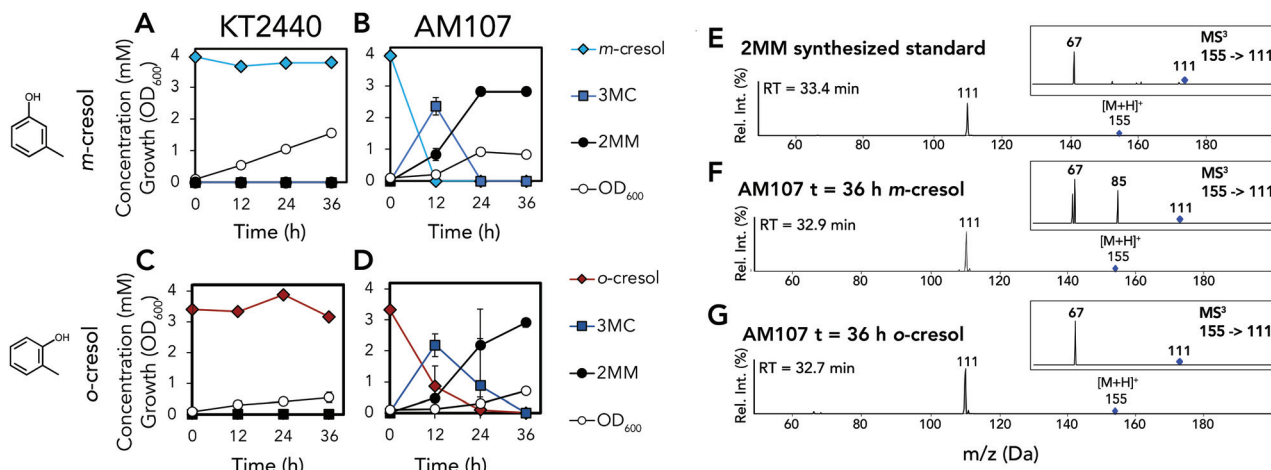 A
KT2440
B
AM107
Concentration (mM)
Growth (OD600)
4
3
2
1
0
0 12 24 36
Time (h)
4
3
2
1
0
0 12 24 36
Time (h)
OH
m-cresol
m-cresol
3MC
2MM
OD600
C
D
Concentration (mM)
Growth (OD600)
4
3
2
1
0
0 12 24 36
Time (h)
4
3
2
1
0
0 12 24 36
Time (h)
OH
o-cresol
o-cresol
3MC
2MM
OD600
E
2MM synthesized standard
Rel. Int. (%)
RT = 33.4 min
111
67
111
MS3
155 -> 111
[M+H]+
155
60 80 100 120 140 160 180
F
AM107 t = 36 h m-cresol
Rel. Int. (%)
RT = 32.9 min
111
67
85
111
MS3
155 -> 111
[M+H]+
155
60 80 100 120 140 160 180
G
AM107 t = 36 h o-cresol
Rel. Int. (%)
RT = 32.7 min
111
67
111
MS3
155 -> 111
[M+H]+
155
60 80 100 120 140 160 180
m/z (Da)